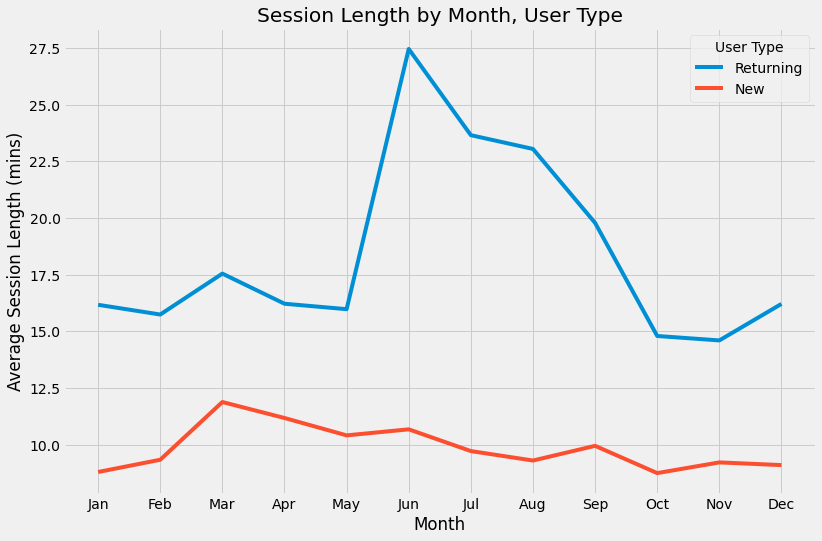 Session Length by Month, User Type
User Type
Returning
New
Average Session Length (mins)
27.5
25.0
22.5
20.0
17.5
15.0
12.5
10.0
Jan Feb Mar Apr May Jun Jul Aug Sep Oct Nov Dec
Month